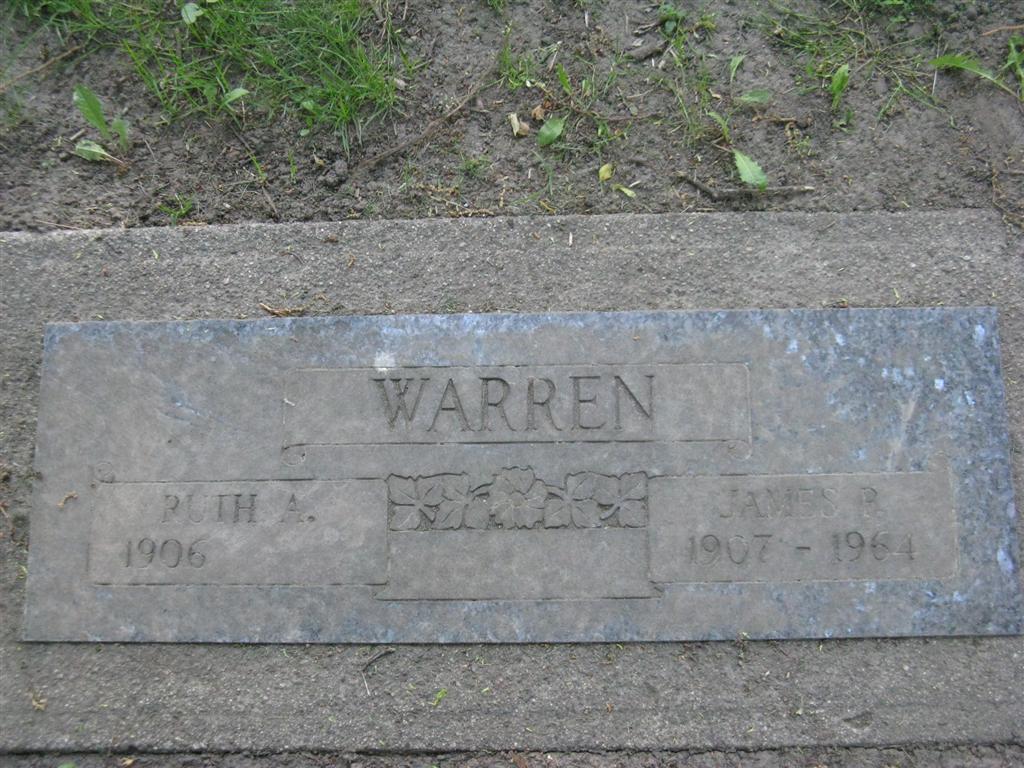 WARREN
RUTH A.
1906
JAMES P.
1907 - 1964